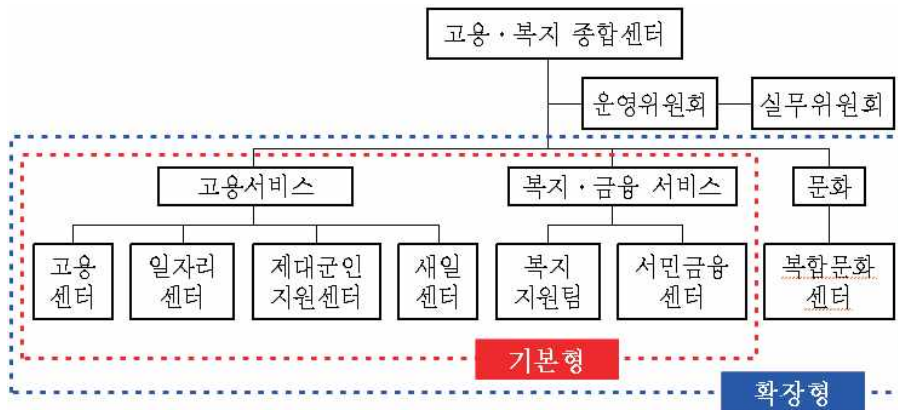 고용·복지 종합센터
운영위원회
실무위원회
고용서비스
복지·금융 서비스
문화
고용
센터
일자리
센터
제대군인
지원센터
새일
센터
복지
지원팀
서민금융
센터
복합문화
센터
기본형
확장형